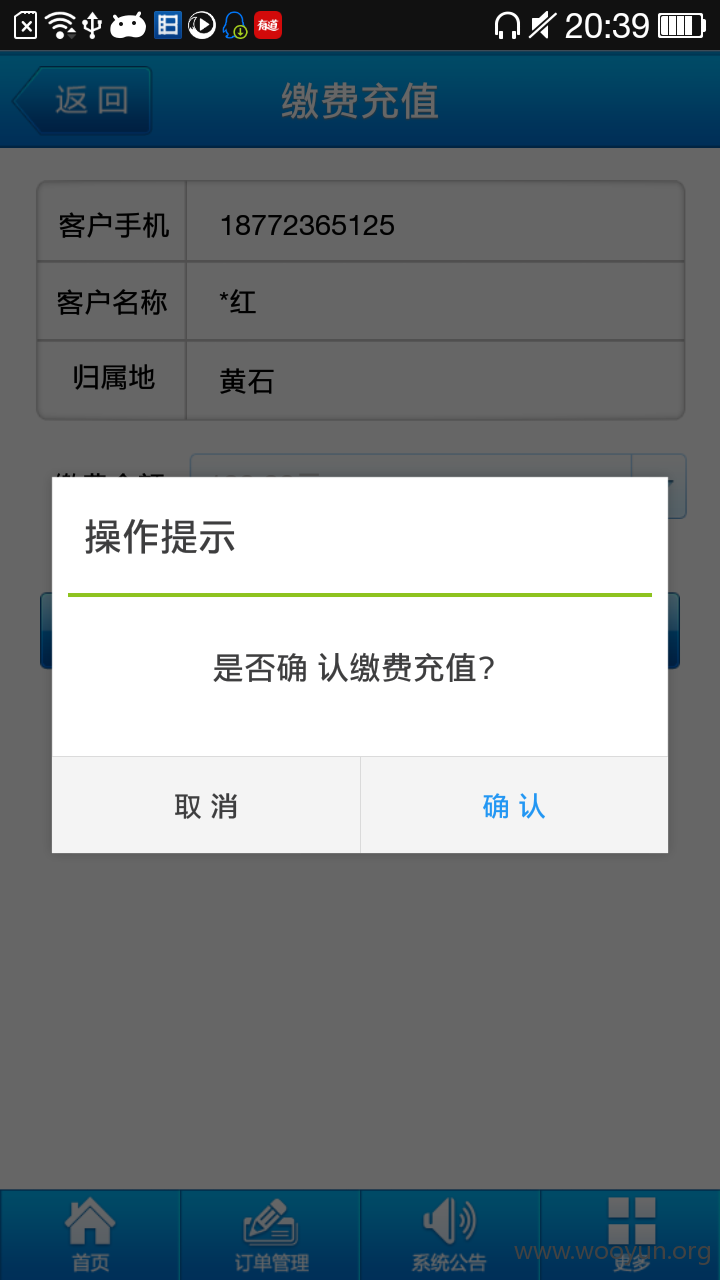 有道
20:39
返 回
缴费充值
客户手机
18772365125
客户名称
*红
归属地
黄石
操作提示
是否确 认缴费充值?
取 消
确 认
首页
订单管理
系统公告
更多
www.wooyun.org